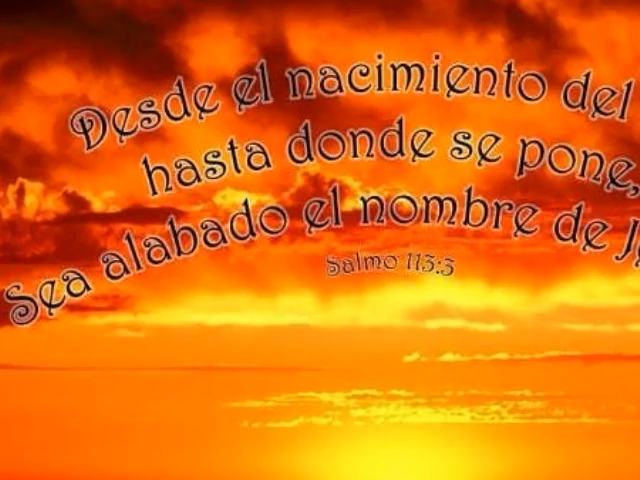 Desde el nacimiento del
hasta donde se pone,
Sea alabado el nombre de
Salmo 113:3